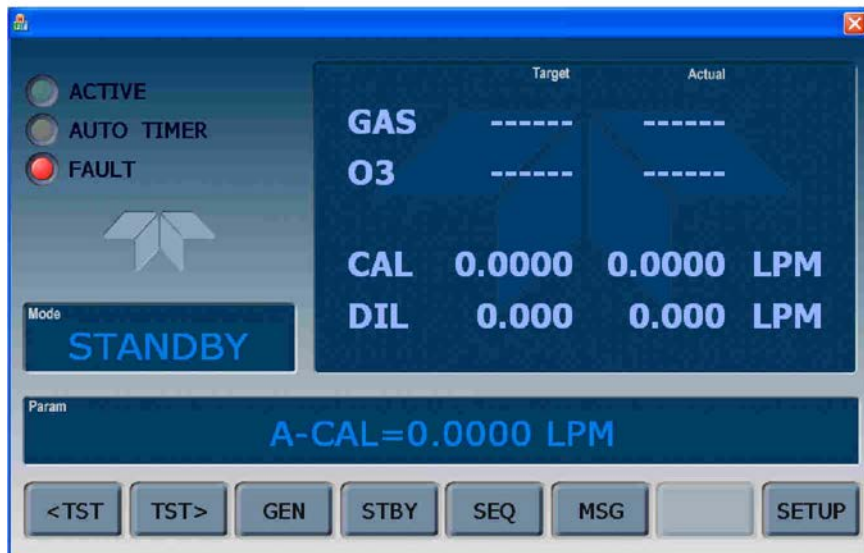 ACTIVE
AUTO TIMER
FAULT
Target Actual
GAS ------ ------
O3 ------ ------
CAL 0.0000 0.0000 LPM
DIL 0.000 0.000 LPM
Mode
STANDBY
Param
A-CAL=0.0000 LPM
<TST TST> GEN STBY SEQ MSG SETUP